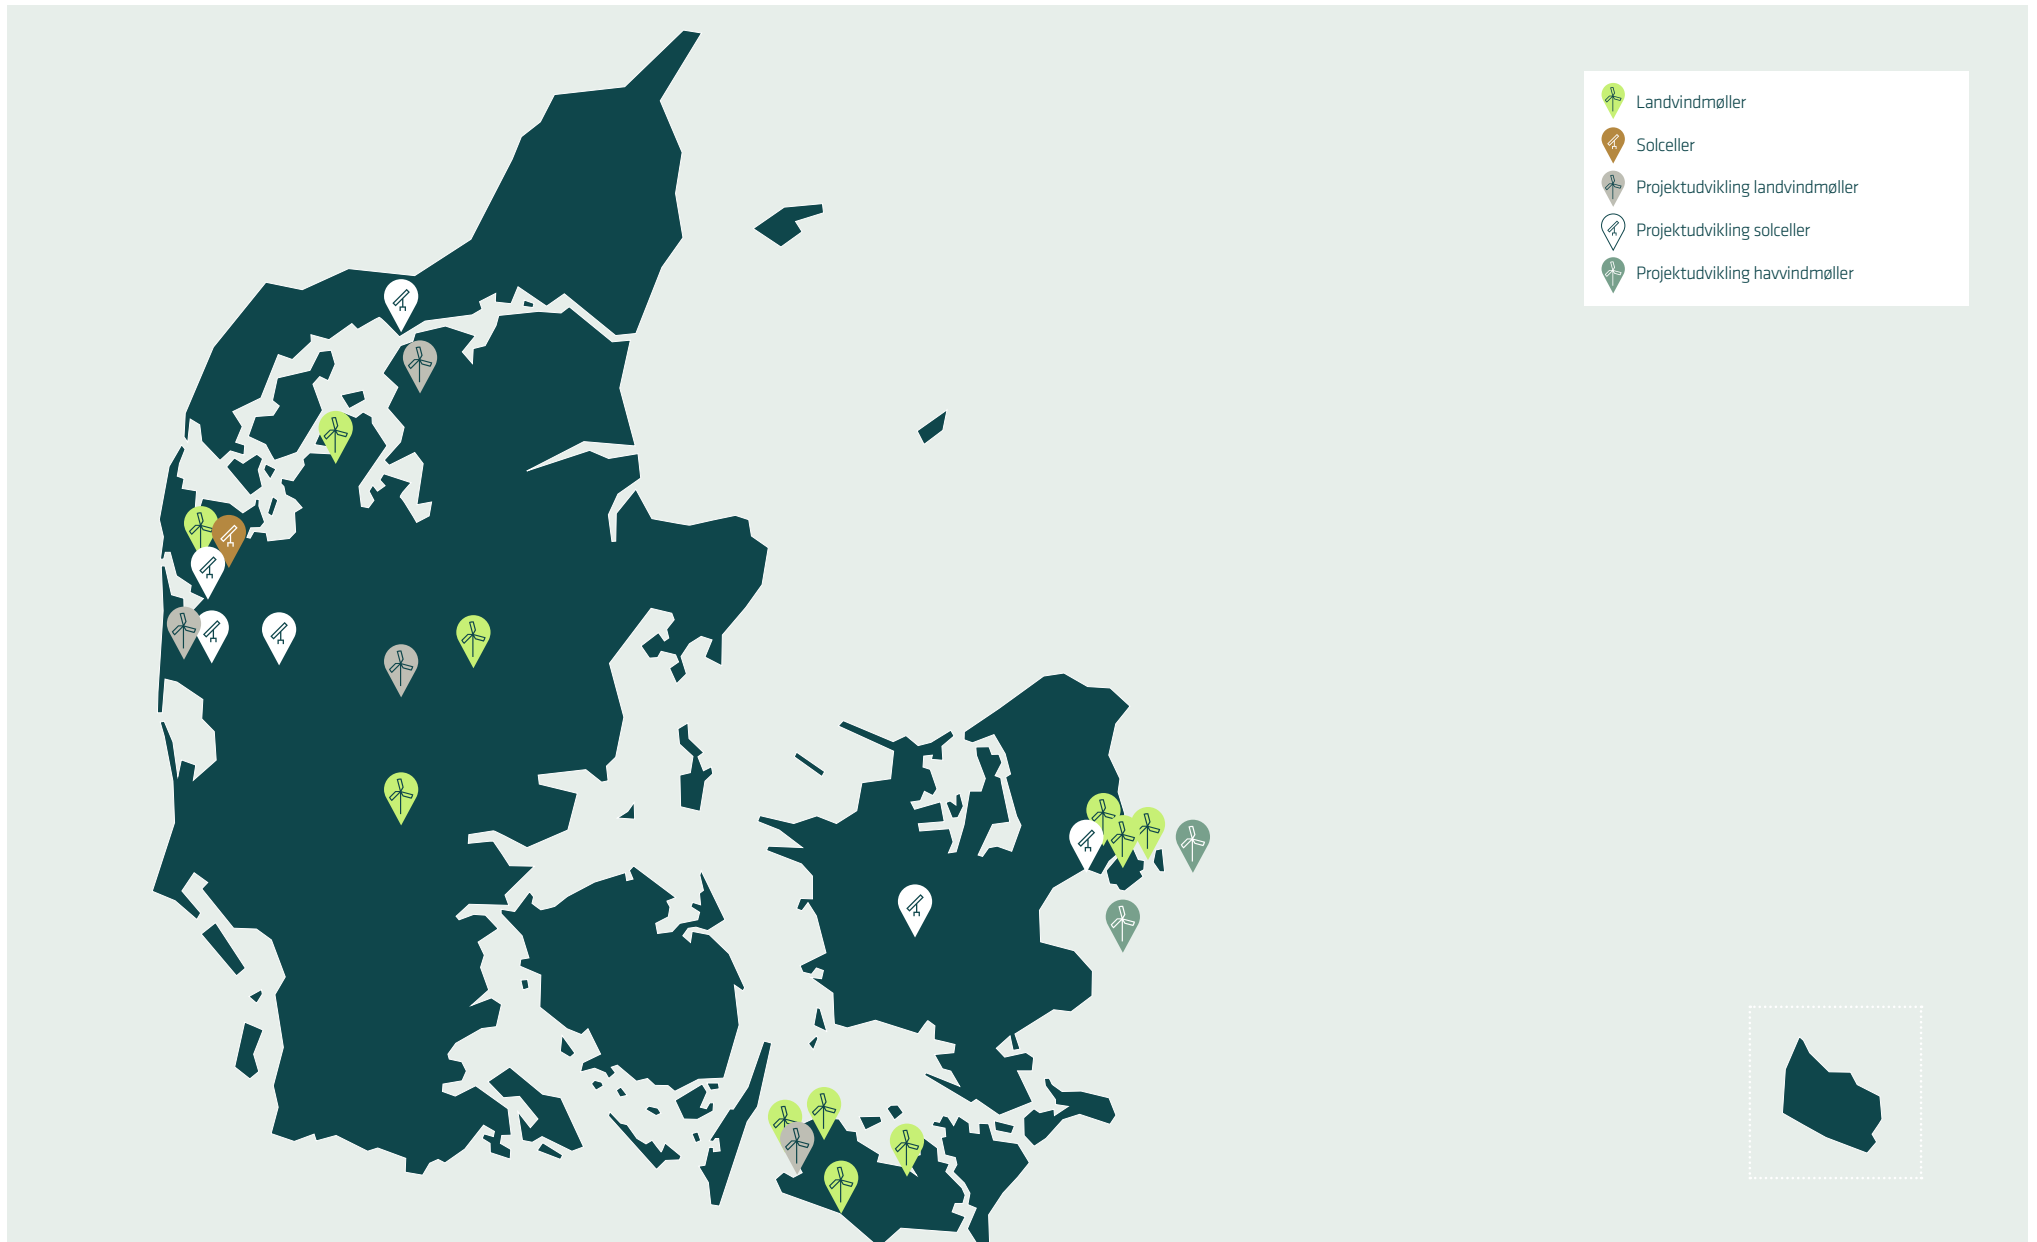 Landvindmøller
Solceller
Projektudvikling landvindmøller
Projektudvikling solceller
Projektudvikling havvindmøller